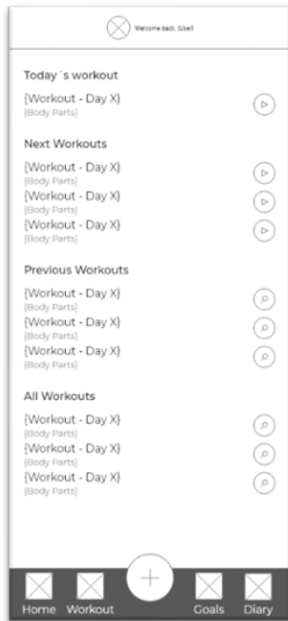 Welcome back, {User}
Today´s workout
{Workout - Day X}
{Body Parts}
Next Workouts
{Workout - Day X}
{Body Parts}
{Workout - Day X}
{Body Parts}
{Workout - Day X}
{Body Parts}
Previous Workouts
{Workout - Day X}
{Body Parts}
{Workout - Day X}
{Body Parts}
{Workout - Day X}
{Body Parts}
All Workouts
{Workout - Day X}
{Body Parts}
{Workout - Day X}
{Body Parts}
{Workout - Day X}
{Body Parts}
Home Workout Goals Diary